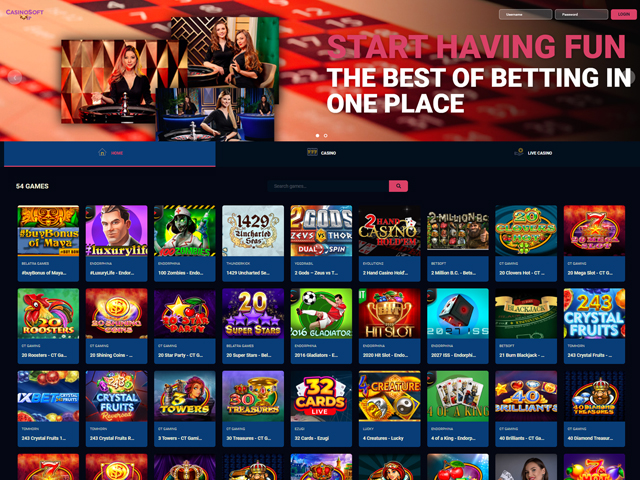 CASINOSOFT
Username
Password
LOGIN
START HAVING FUN
THE BEST OF BETTING IN
ONE PLACE
HOME
CASINO
LIVE CASINO
54 GAMES
Search games...
#buyBonus
of Maya
#luxurylife
100 ZOMBIES
1429
Uncharted
Seas
2 GODS
ZEVS VS THOR
DUAL SPIN
2 HAND
CASINO
HOLD'EM
2 MILLION B.C.
20
CLOVERS
HOT
20
MEGA SLOT
BELATRA GAMES
#buyBonus of Maya...
ENDORPHINA
#LuxuryLife - Endor...
ENDORPHINA
100 Zombies - Endo...
THUNDERKICK
1429 Uncharted Se...
YGGDRASIL
2 Gods – Zeus vs T...
EVOLUTION2
2 Hand Casino Hold'...
BETSOFT
2 Million B.C. - Bets...
CT GAMING
20 Clovers Hot - CT ...
CT GAMING
20 Mega Slot - CT G...
20
ROOSTERS
20 SHINING
COINS
20 STAR
PARTY
20
SUPER STARS
2016 GLADIATORS
HIT SLOT
2027 ISS
BLACKJACK
243
CRYSTAL
FRUITS
CT GAMING
20 Roosters - CT Ga...
CT GAMING
20 Shining Coins - ...
CT GAMING
20 Star Party - CT G...
BELATRA GAMES
20 Super Stars - Bel...
ENDORPHINA
2016 Gladiators - E...
ENDORPHINA
2020 Hit Slot - Endo...
ENDORPHINA
2027 ISS - Endorphi...
BETSOFT
21 Burn Blackjack - ...
TOMHORN
243 Crystal Fruits - ...
1XBET
CRYSTAL
FRUITS
243
CRYSTAL
FRUITS
Reversed
3
TOWERS
30
TREASURES
32
CARDS
LIVE
4 CREATURES
4 OF A KING
40
BRILLIANTS
40 DIAMOND
TREASURES
TOMHORN
243 Crystal Fruits 1...
TOMHORN
243 Crystal Fruits R...
CT GAMING
3 Towers - CT Gami...
CT GAMING
30 Treasures - CT G...
EZUGI
32 Cards - Ezugi
LUCKY
4 Creatures - Lucky
ENDORPHINA
4 of a King - Endorp...
CT GAMING
40 Brilliants - CT Ga...
CT GAMING
40 Diamond Treasur...